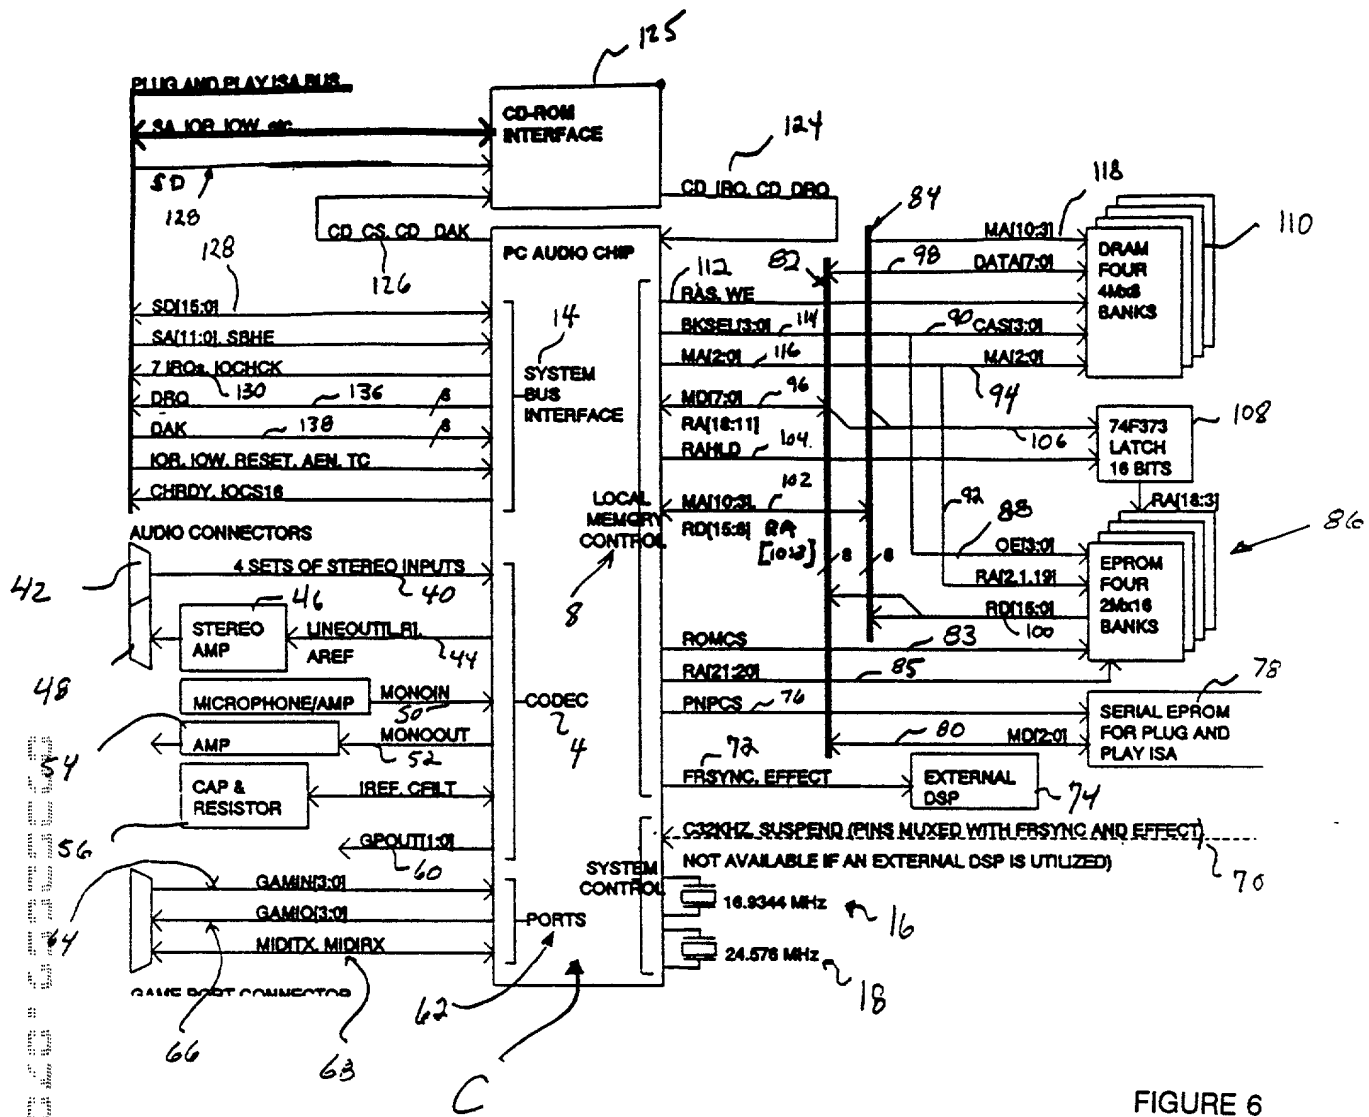 125
PLUG AND PLAY ISA BUS
CD-ROM
INTERFACE
SA, IOR, IOW, etc
SD
128
124
CD_IRQ, CD_DRQ
CD_CS, CD_DAK
126
PC AUDIO CHIP
128
SD[15:0]
SA[11:0], SBHE
7 IRQs, IOCHCK
130
DRQ
136
8
DAK
138
8
IOR, IOW, RESET, AEN, TC
CHRDY, IOCS16
14
SYSTEM
BUS
INTERFACE
82
84
112
RAS, WE
BKSEL[3:0]
114
MA[2:0]
116
MD[7:0]
96
RA[18:11]
RAHLD
104
MA[10:3],
102
RD[15:8]
RA
[10:3]
8
8
LOCAL
MEMORY
CONTROL
8
118
MA[10:3]
98
DATA[7:0]
90
CAS[3:0]
MA[2:0]
94
DRAM
FOUR
4Mx8
BANKS
110
106
74F373
LATCH
16 BITS
108
RA[18:3]
92
88
OE[3:0]
RA[2,1,19]
RD[15:0]
100
EPROM
FOUR
2Mx16
BANKS
86
ROMCS
83
RA[21:20]
85
PNPCS
76
78
SERIAL EPROM
FOR PLUG AND
PLAY ISA
80
MD[2:0]
72
FRSYNC, EFFECT
EXTERNAL
DSP
74
C32KHZ, SUSPEND (PINS MUXED WITH FRSYNC AND EFFECT)
NOT AVAILABLE IF AN EXTERNAL DSP IS UTILIZED)
70
SYSTEM
CONTROL
16.9344 MHz
16
24.576 MHz
18
AUDIO CONNECTORS
42
4 SETS OF STEREO INPUTS
40
46
STEREO
AMP
LINEOUT[L,R],
AREF
44
48
MICROPHONE/AMP
MONOIN
50
CODEC
4
54
AMP
MONOOUT
52
CAP &
RESISTOR
IREF, CFILT
56
GPOUT[1:0]
60
64
GAMIN[3:0]
GAMIO[3:0]
MIDITX, MIDIRX
PORTS
62
GAME PORT CONNECTOR
66
68
C
FIGURE 6